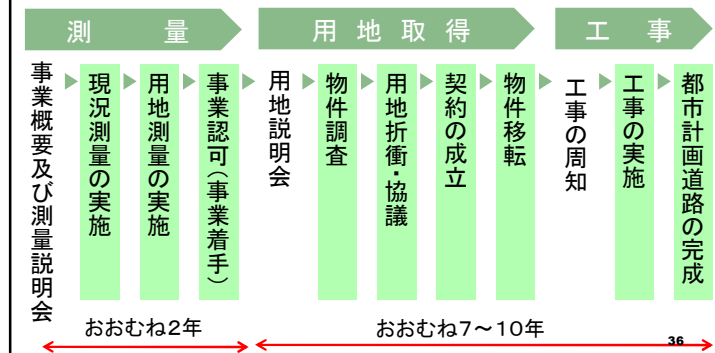 測　量
用地取得
工　事
事業概要及び測量説明会
現況測量の実施
用地測量の実施
事業認可（事業着手）
用地説明会
物件調査
用地折衝・協議
契約の成立
物件移転
工事の周知
工事の実施
都市計画道路の完成
おおむね２年
おおむね７～１０年
36